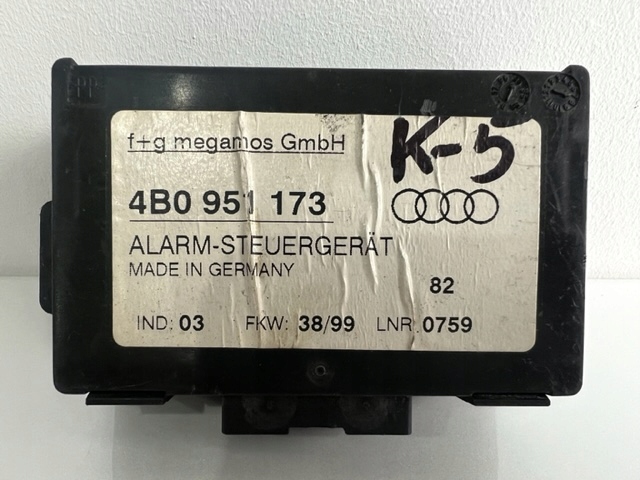 PP
f+g megamos GmbH
K-5
4B0 951 173
ALARM-STEUERGERÄT
MADE IN GERMANY
82
IND: 03 FKW: 38/99 LNR: 0759